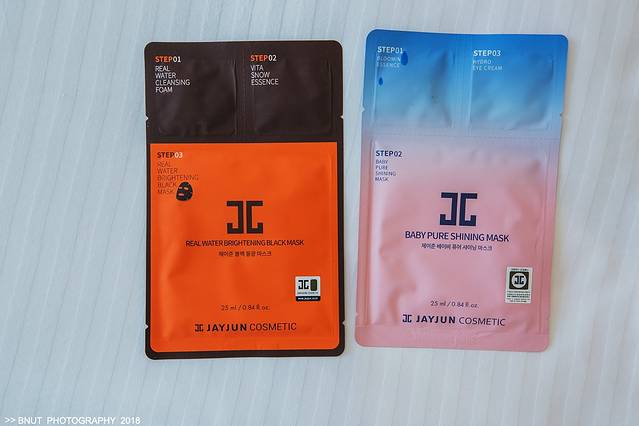 STEP01
REAL
WATER
CLEANSING
FOAM
STEP02
VITA
SNOW
ESSENCE
STEP03
REAL
WATER
BRIGHTENING
BLACK
MASK
REAL WATER BRIGHTENING BLACK MASK
제이준 블랙 물광 마스크
25 ml / 0.84 fl.oz.
JAYJUN COSMETIC
STEP01
BLOOMIN
ESSENCE
STEP03
HYDRO
EYE CREAM
STEP02
BABY
PURE
SHINING
MASK
BABY PURE SHINING MASK
제이준 베이비 퓨어 샤이닝 마스크
25 ml / 0.84 fl.oz.
JAYJUN COSMETIC
>> BNUT PHOTOGRAPHY 2018